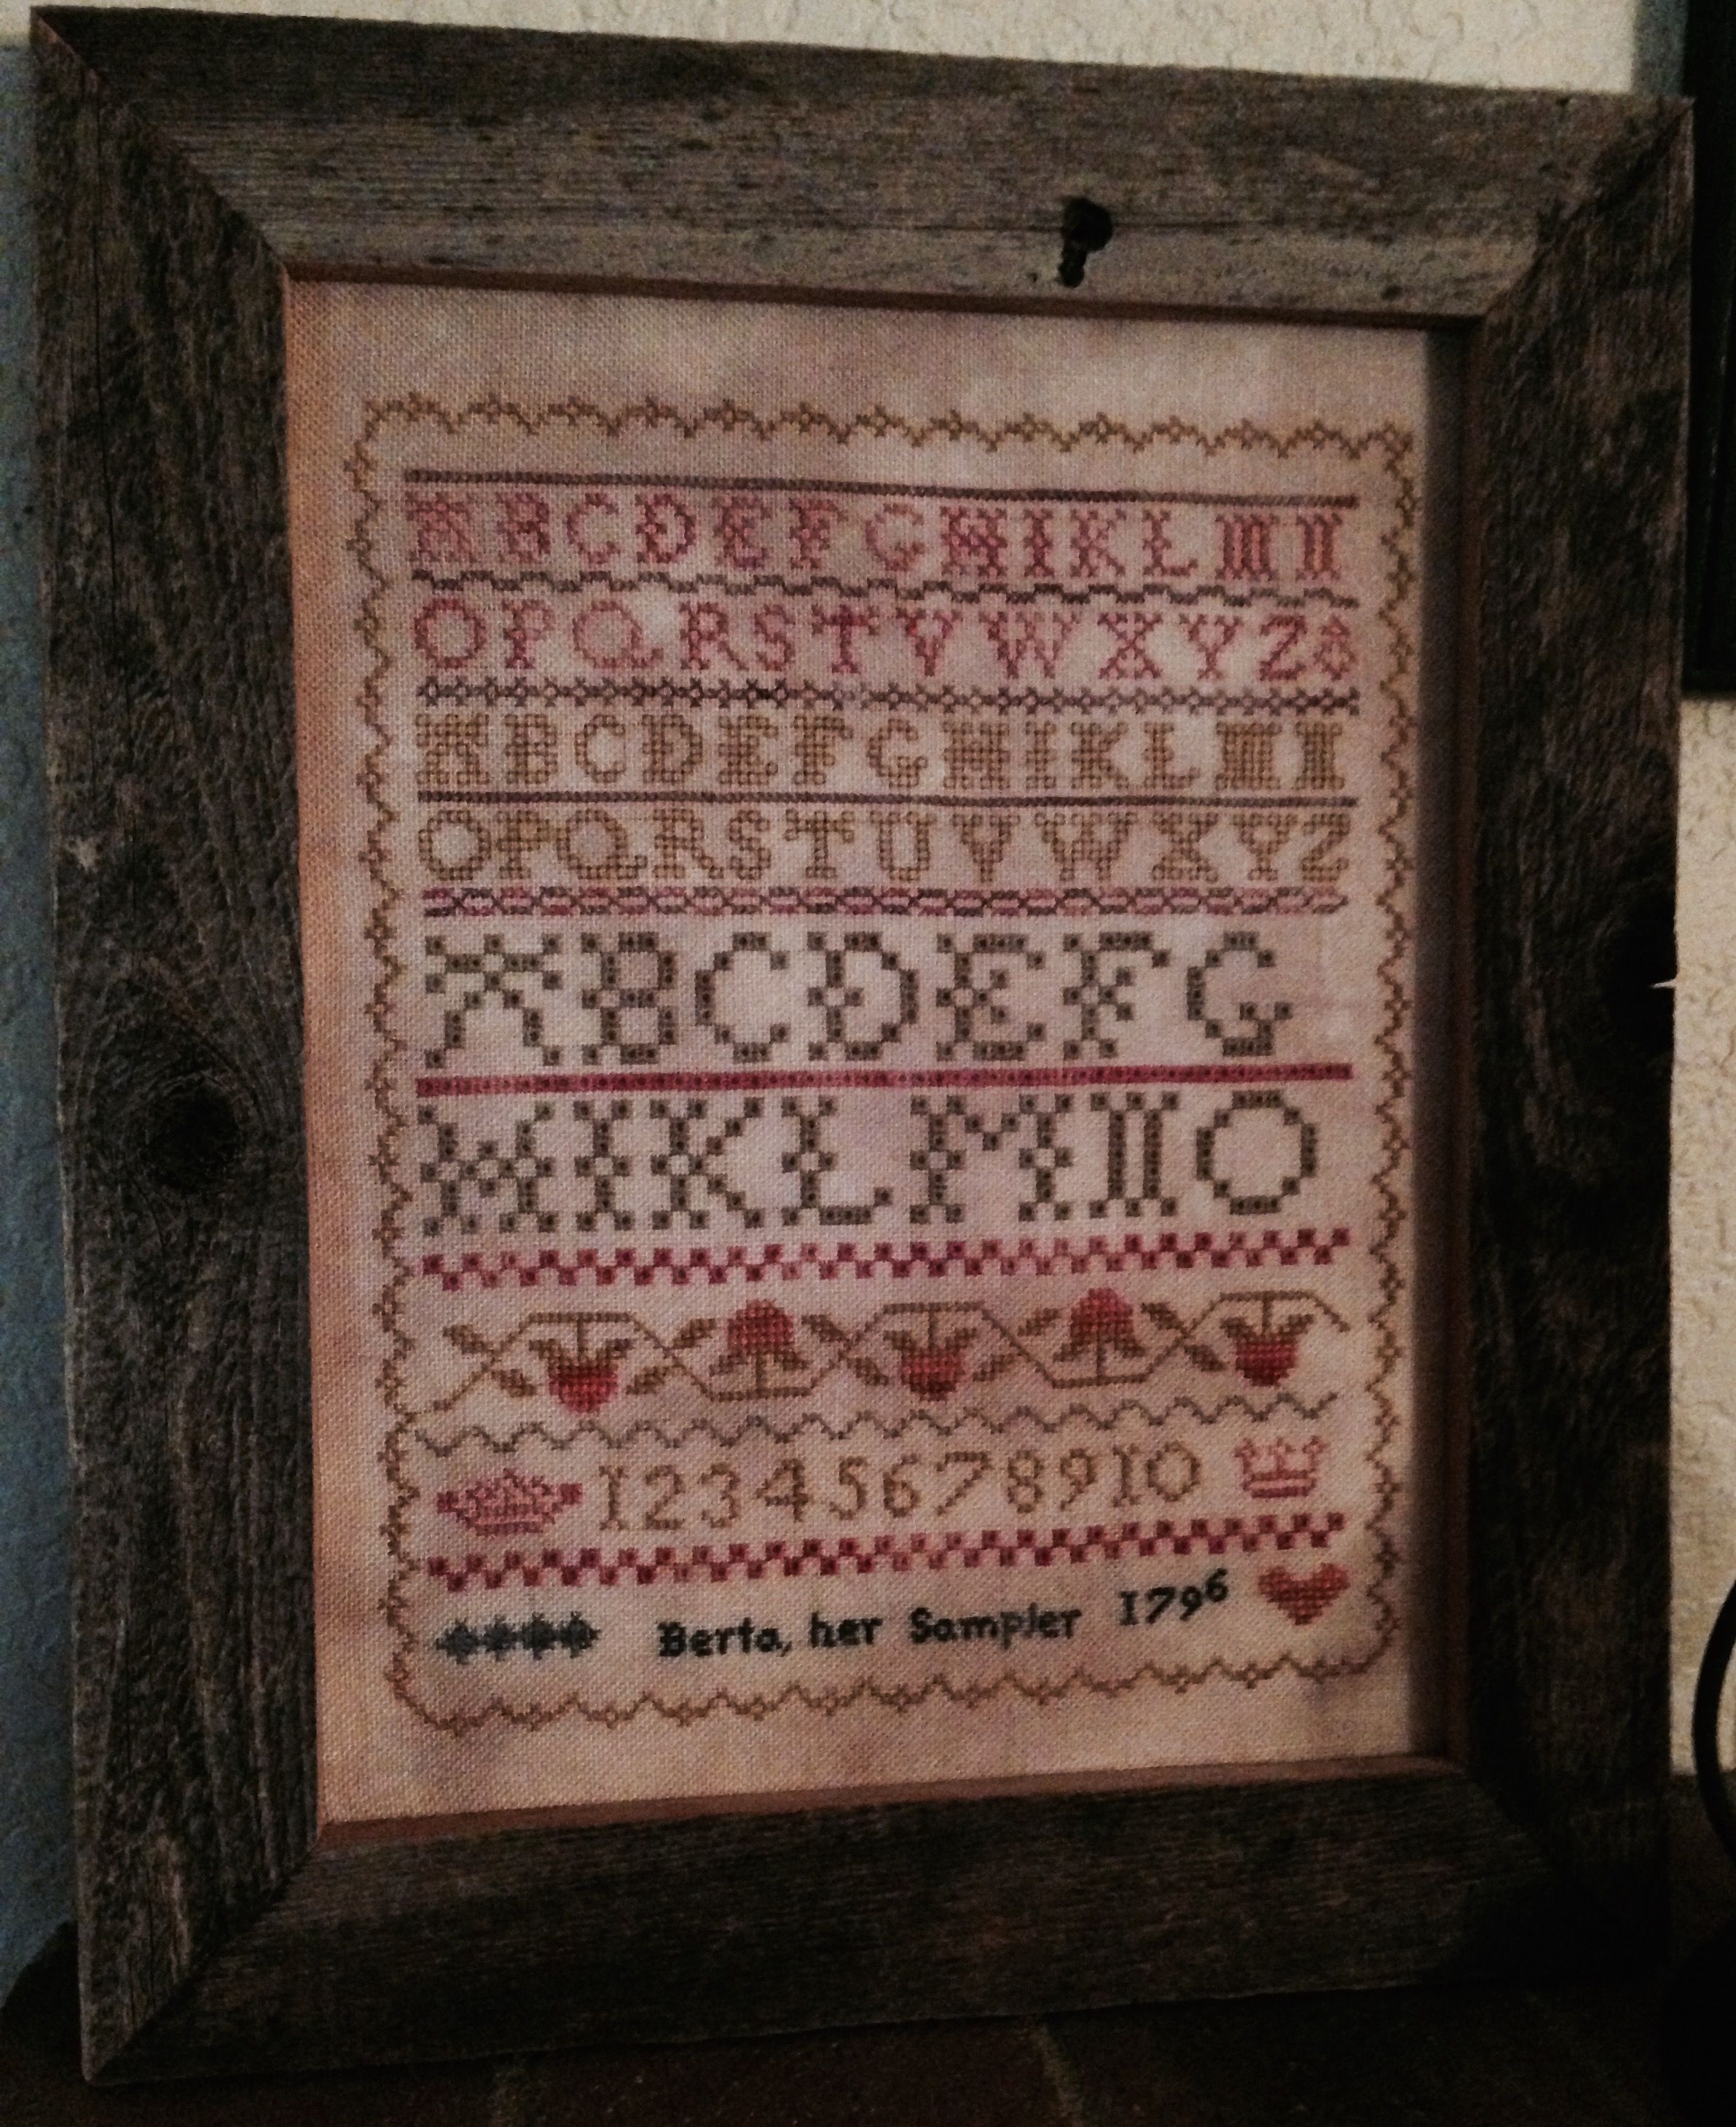 ABCDEFGHIKLMN
OPQRSTVWXYZ
ABCDEFGHIKLMN
OPQRSTUVWXYZ
ABCDEFG
HIKLMNO
12345678910
Berta, her Sampler 1796